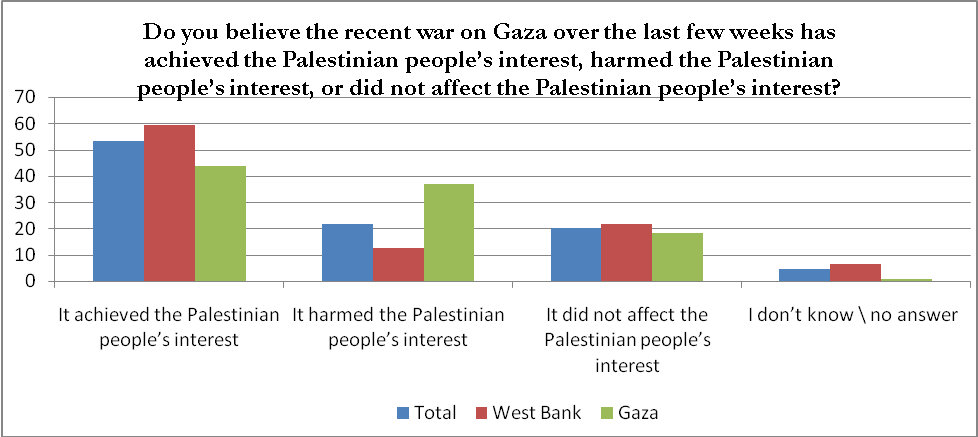 Do you believe the recent war on Gaza over the last few weeks has
achieved the Palestinian people’s interest, harmed the Palestinian
people’s interest, or did not affect the Palestinian people’s interest?
70
60
50
40
30
20
10
0
It achieved the Palestinian
people’s interest
It harmed the Palestinian
people’s interest
It did not affect the
Palestinian people’s
interest
I don’t know \ no answer
Total
West Bank
Gaza